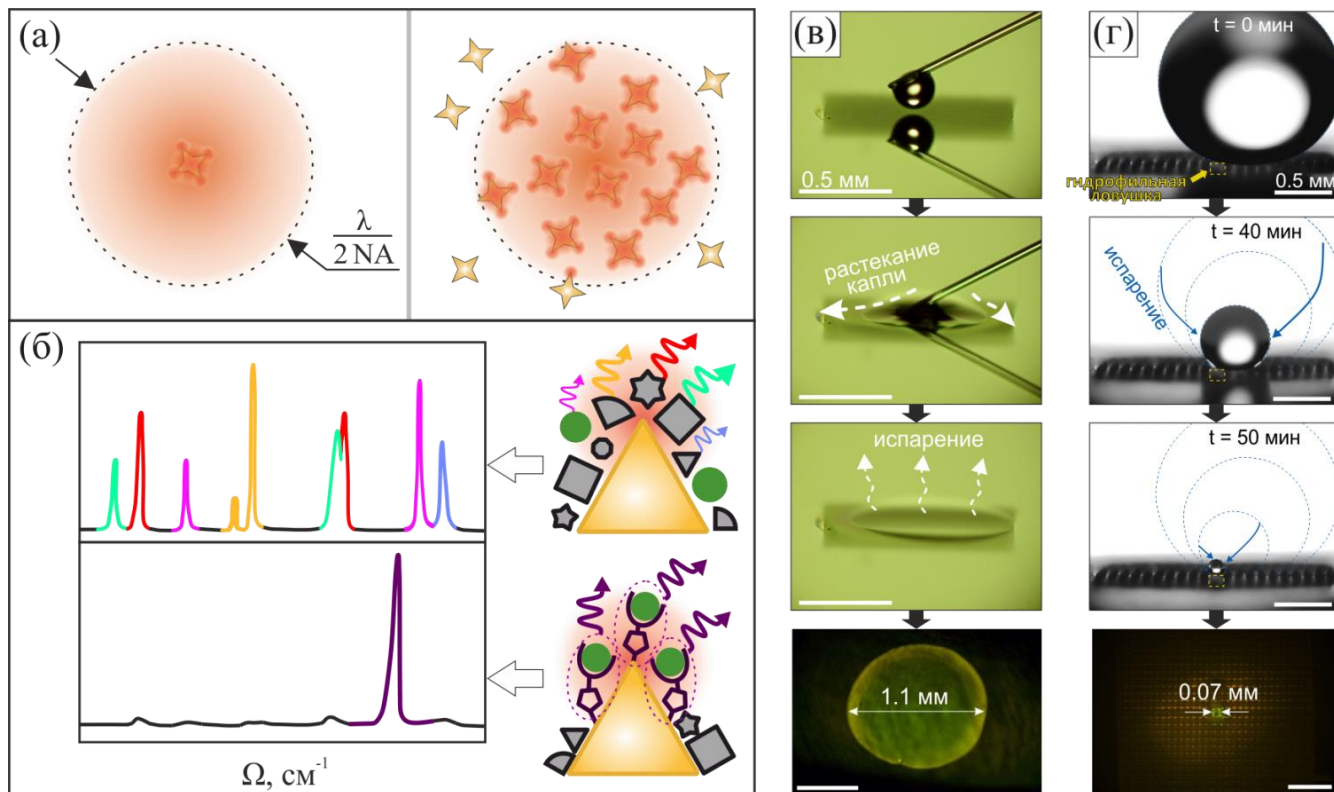 (а)
λ
2 NA
(б)
Ω, см⁻¹
(в)
0.5 мм
растекание
капли
испарение
1.1 мм
(г)
t = 0 мин
гидрофильная
ловушка
0.5 мм
t = 40 мин
испарение
t = 50 мин
0.07 мм